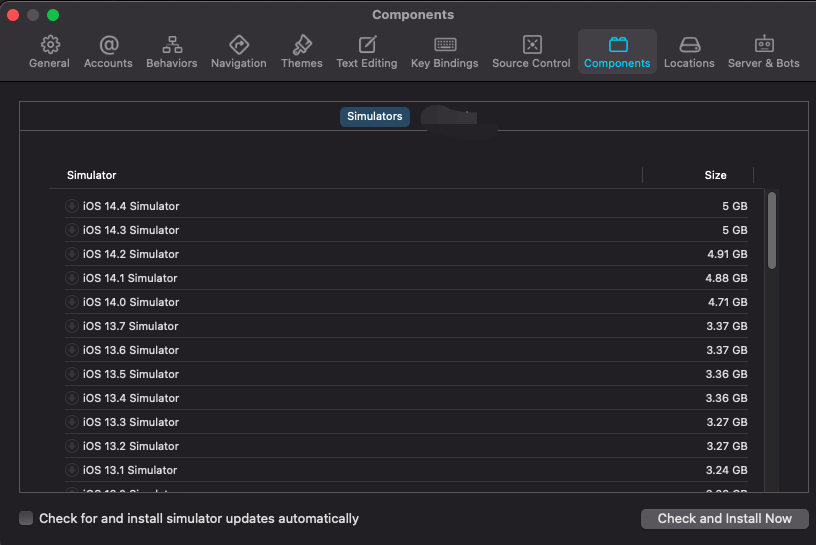 Components
General Accounts Behaviors Navigation Themes Text Editing Key Bindings Source Control Components Locations Server & Bots
Simulators
Simulator Size
iOS 14.4 Simulator 5 GB
iOS 14.3 Simulator 5 GB
iOS 14.2 Simulator 4.91 GB
iOS 14.1 Simulator 4.88 GB
iOS 14.0 Simulator 4.71 GB
iOS 13.7 Simulator 3.37 GB
iOS 13.6 Simulator 3.37 GB
iOS 13.5 Simulator 3.36 GB
iOS 13.4 Simulator 3.36 GB
iOS 13.3 Simulator 3.27 GB
iOS 13.2 Simulator 3.27 GB
iOS 13.1 Simulator 3.24 GB
Check for and install simulator updates automatically Check and Install Now